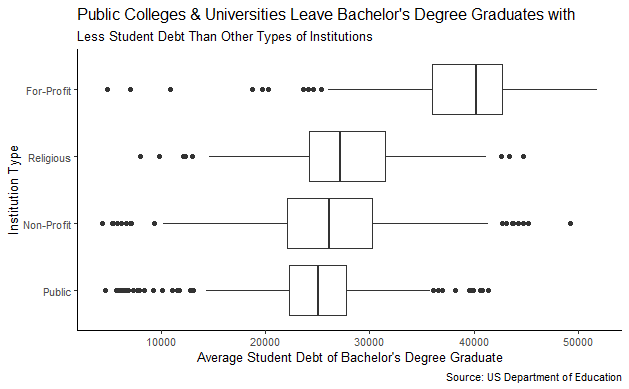 Public Colleges & Universities Leave Bachelor's Degree Graduates with
Less Student Debt Than Other Types of Institutions
Institution Type
For-Profit
Religious
Non-Profit
Public
10000 20000 30000 40000 50000
Average Student Debt of Bachelor's Degree Graduate
Source: US Department of Education